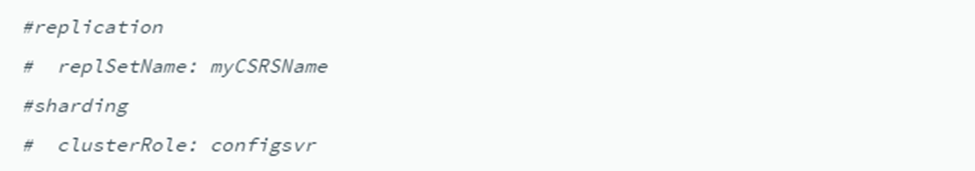 #replication
#  replSetName: myCSRSName
#sharding
#  clusterRole: configsvr